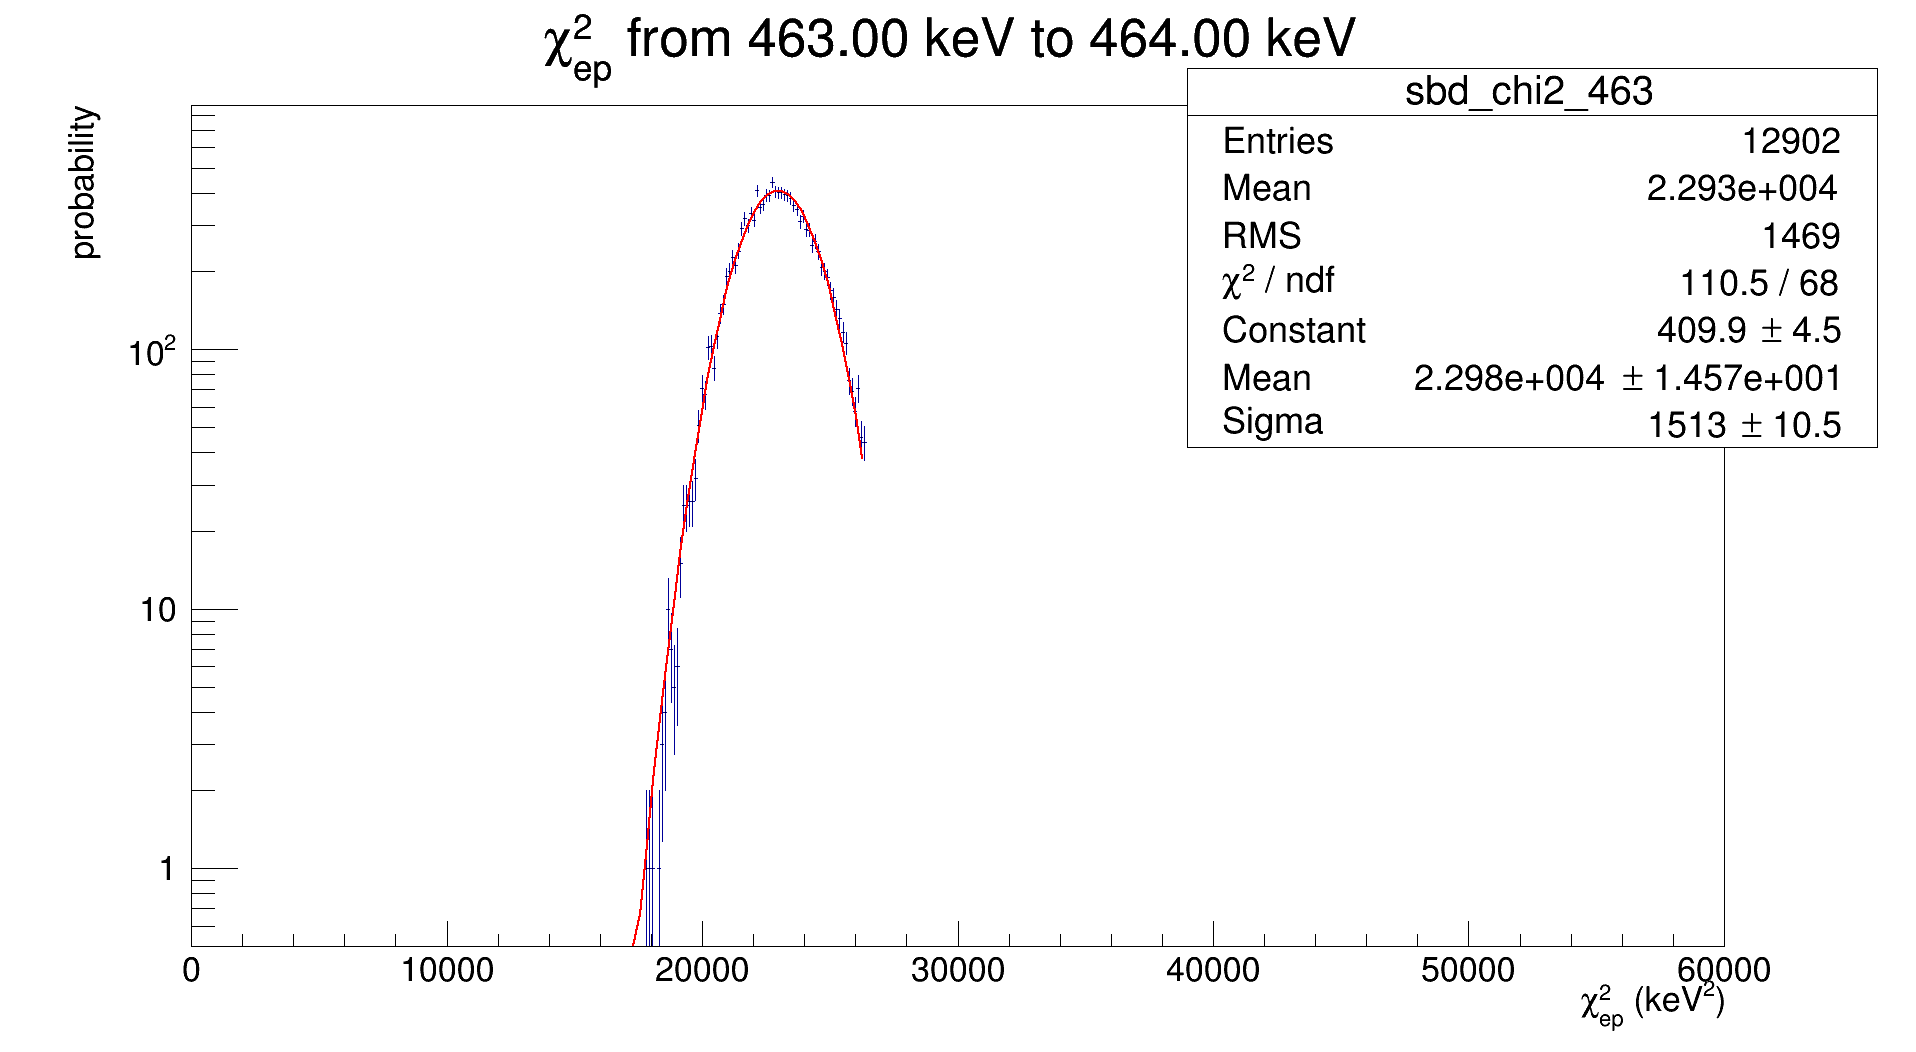 χ²ep from 463.00 keV to 464.00 keV
sbd_chi2_463
Entries 12902
Mean 2.293e+004
RMS 1469
χ² / ndf 110.5 / 68
Constant 409.9 ± 4.5
Mean 2.298e+004 ± 1.457e+001
Sigma 1513 ± 10.5
probability
10²
10
1
0 10000 20000 30000 40000 50000 60000
χ²ep (keV²)